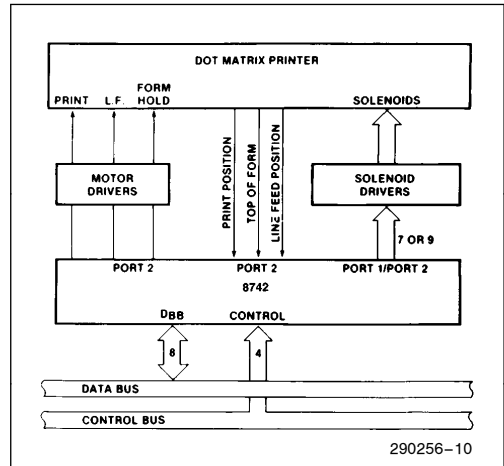 DOT MATRIX PRINTER
PRINT L.F. FORM HOLD
SOLENOIDS
MOTOR DRIVERS
PRINT POSITION
TOP OF FORM
LINE FEED POSITION
SOLENOID DRIVERS
7 OR 9
PORT 2
PORT 2
PORT 1/PORT 2
8742
DBB
CONTROL
8
4
DATA BUS
CONTROL BUS
290256–10